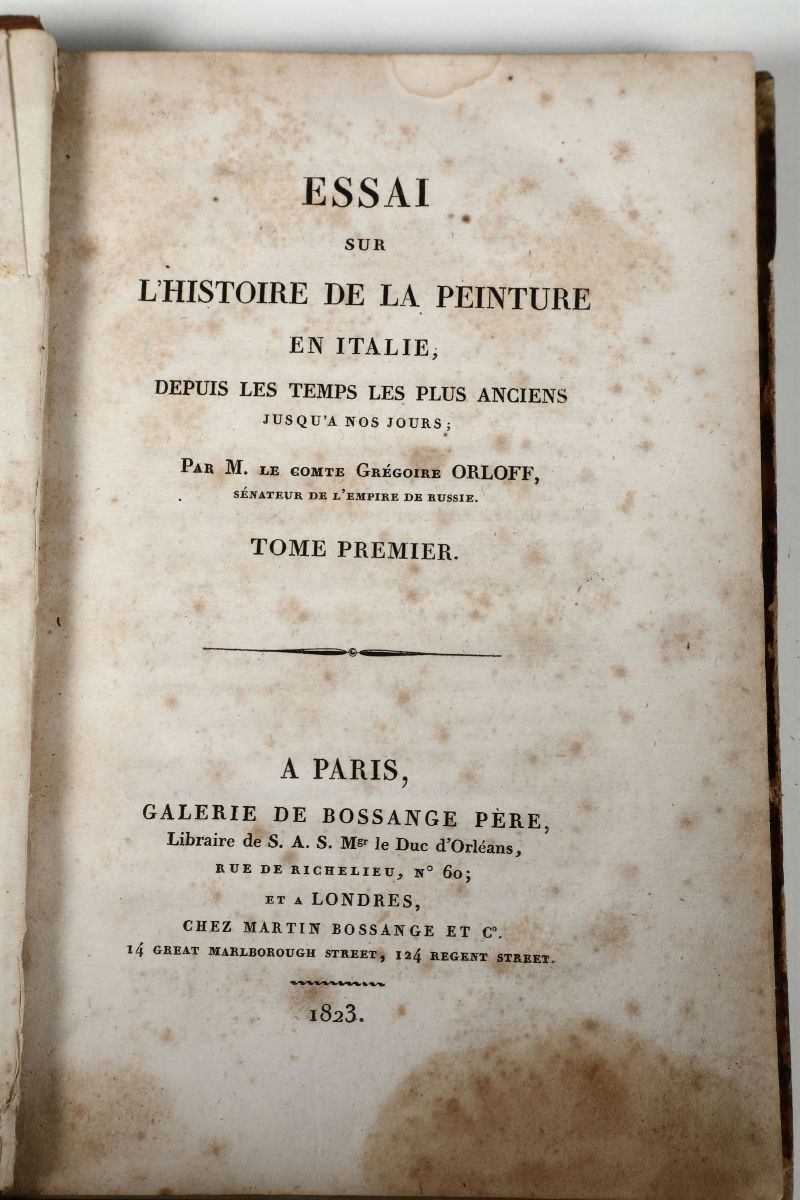 ESSAI
SUR
L'HISTOIRE DE LA PEINTURE
EN ITALIE,
DEPUIS LES TEMPS LES PLUS ANCIENS
JUSQU'A NOS JOURS;
PAR M. LE COMTE GRÉGOIRE ORLOFF,
SÉNATEUR DE L'EMPIRE DE RUSSIE.
TOME PREMIER.
A PARIS,
GALERIE DE BOSSANGE PÈRE,
Libraire de S. A. S. Mgr le Duc d'Orléans,
RUE DE RICHELIEU, N° 60;
ET A LONDRES,
CHEZ MARTIN BOSSANGE ET Cº.
14 GREAT MARLBOROUGH STREET, 124 REGENT STREET.
1823.